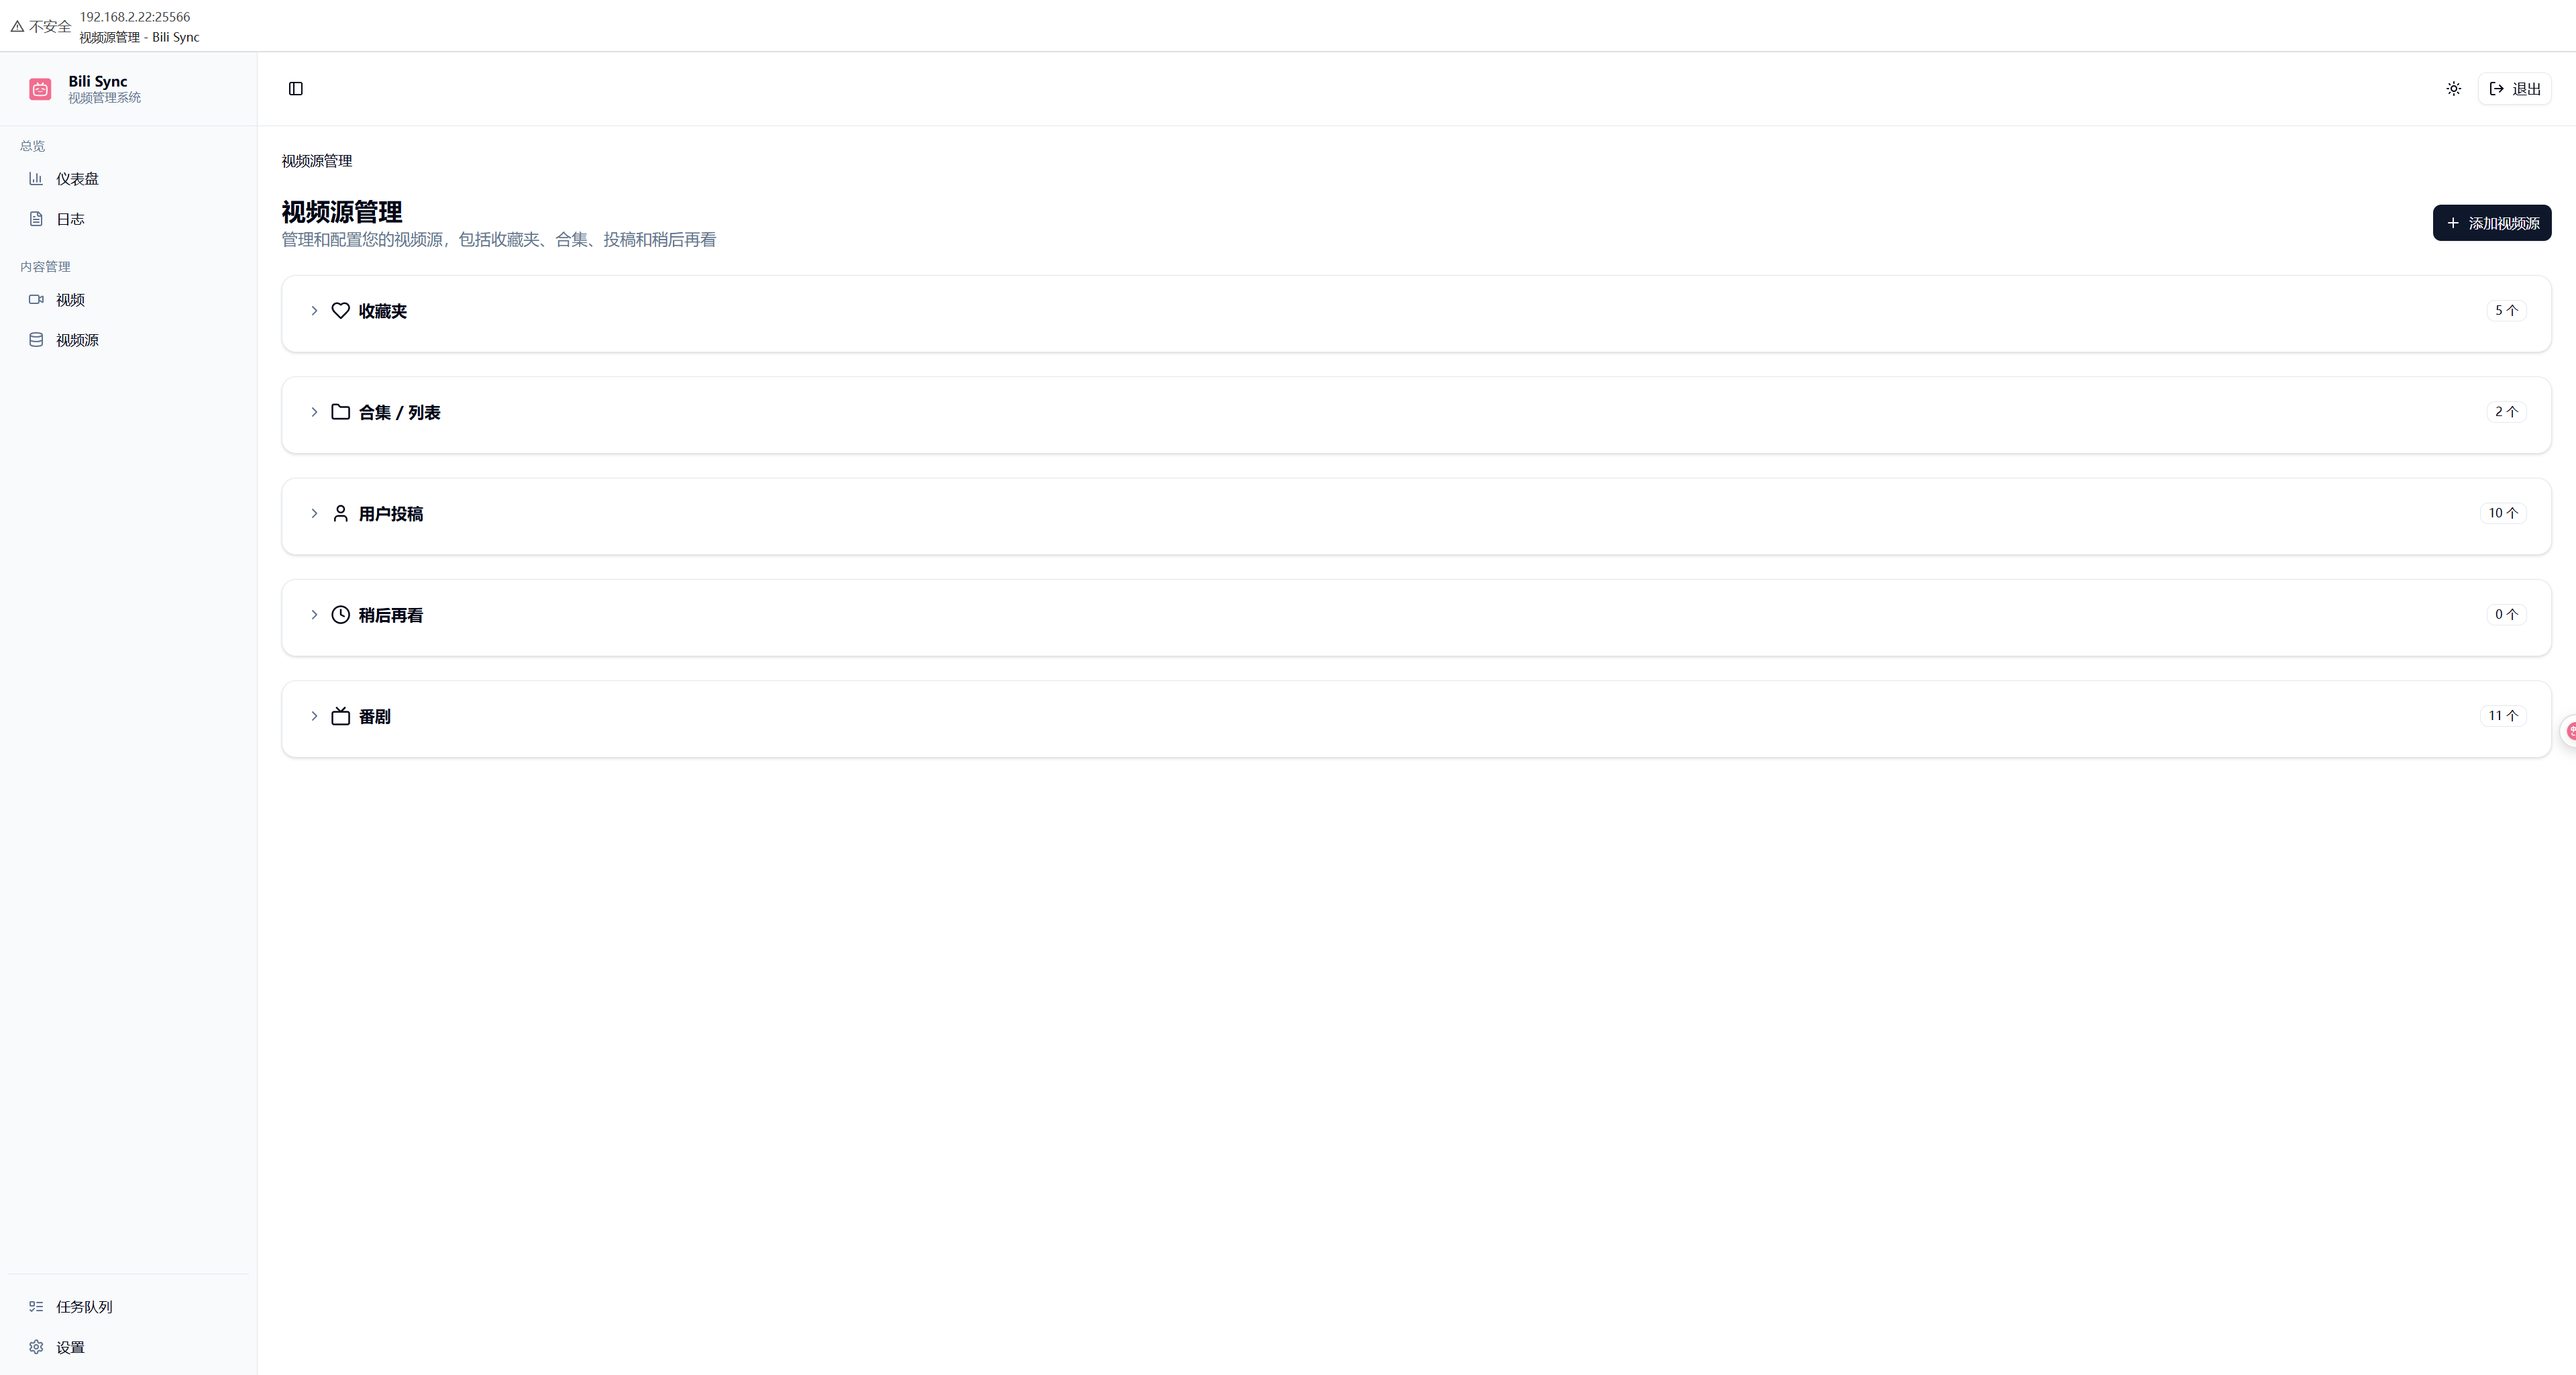 不安全
192.168.2.22:25566
视频源管理 - Bili Sync
Bili Sync
视频管理系统
退出
总览
仪表盘
日志
内容管理
视频
视频源
视频源管理
视频源管理
管理和配置您的视频源，包括收藏夹、合集、投稿和稍后再看
添加视频源
收藏夹
5 个
合集 / 列表
2 个
用户投稿
10 个
稍后再看
0 个
番剧
11 个
任务队列
设置